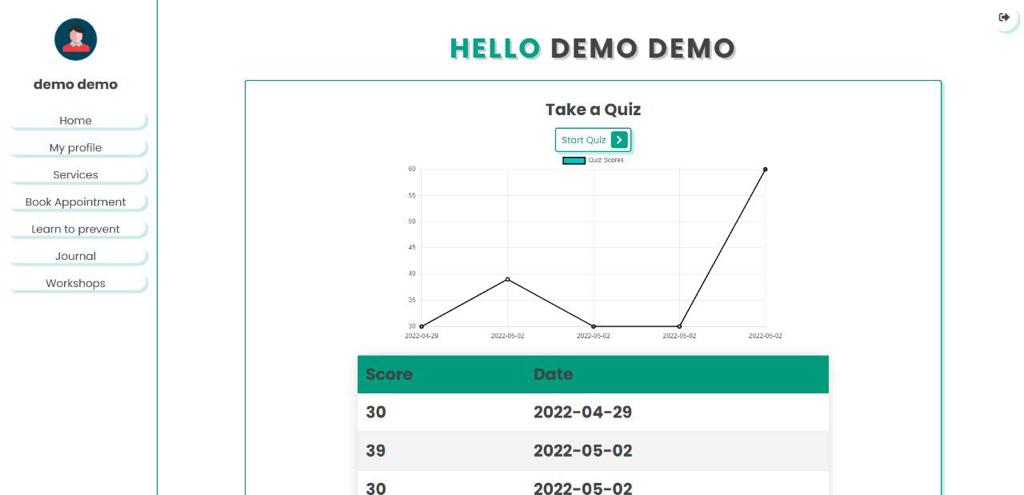 demo demo
Home
My profile
Services
Book Appointment
Learn to prevent
Journal
Workshops
HELLO DEMO DEMO
Take a Quiz
Start Quiz
Quiz Scores
60
55
50
45
40
35
30
2022-04-29 2022-05-02 2022-05-02 2022-05-02 2022-05-02
Score Date
30 2022-04-29
39 2022-05-02
30 2022-05-02